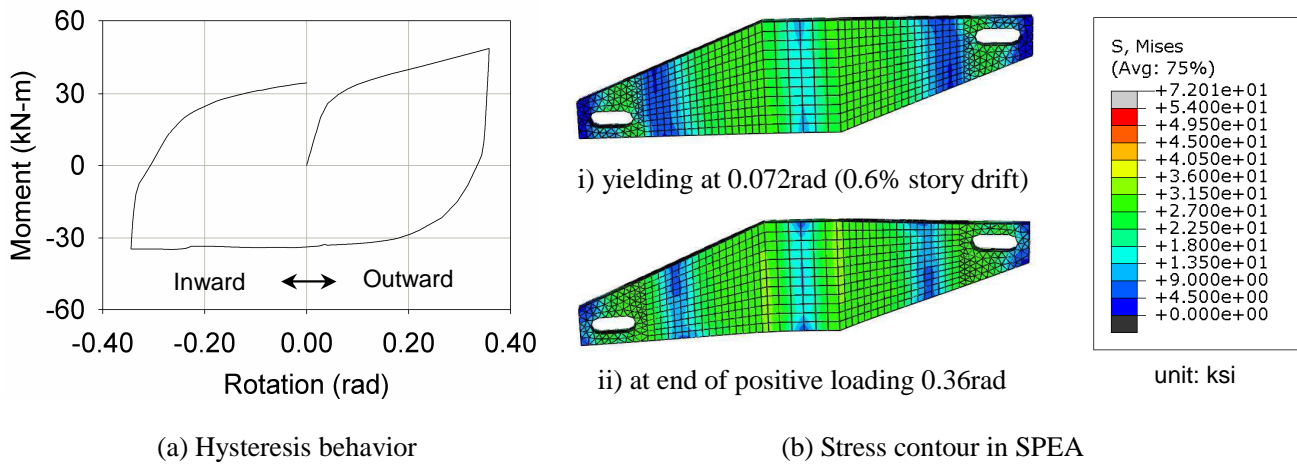 60
30
0
-30
-60
Moment (kN-m)
Inward
Outward
-0.40 -0.20 0.00 0.20 0.40
Rotation (rad)
(a) Hysteresis behavior
i) yielding at 0.072rad (0.6% story drift)
ii) at end of positive loading 0.36rad
(b) Stress contour in SPEA
S, Mises
(Avg: 75%)
+7.201e+01
+5.400e+01
+4.950e+01
+4.500e+01
+4.050e+01
+3.600e+01
+3.150e+01
+2.700e+01
+2.250e+01
+1.800e+01
+1.350e+01
+9.000e+00
+4.500e+00
+0.000e+00
unit: ksi